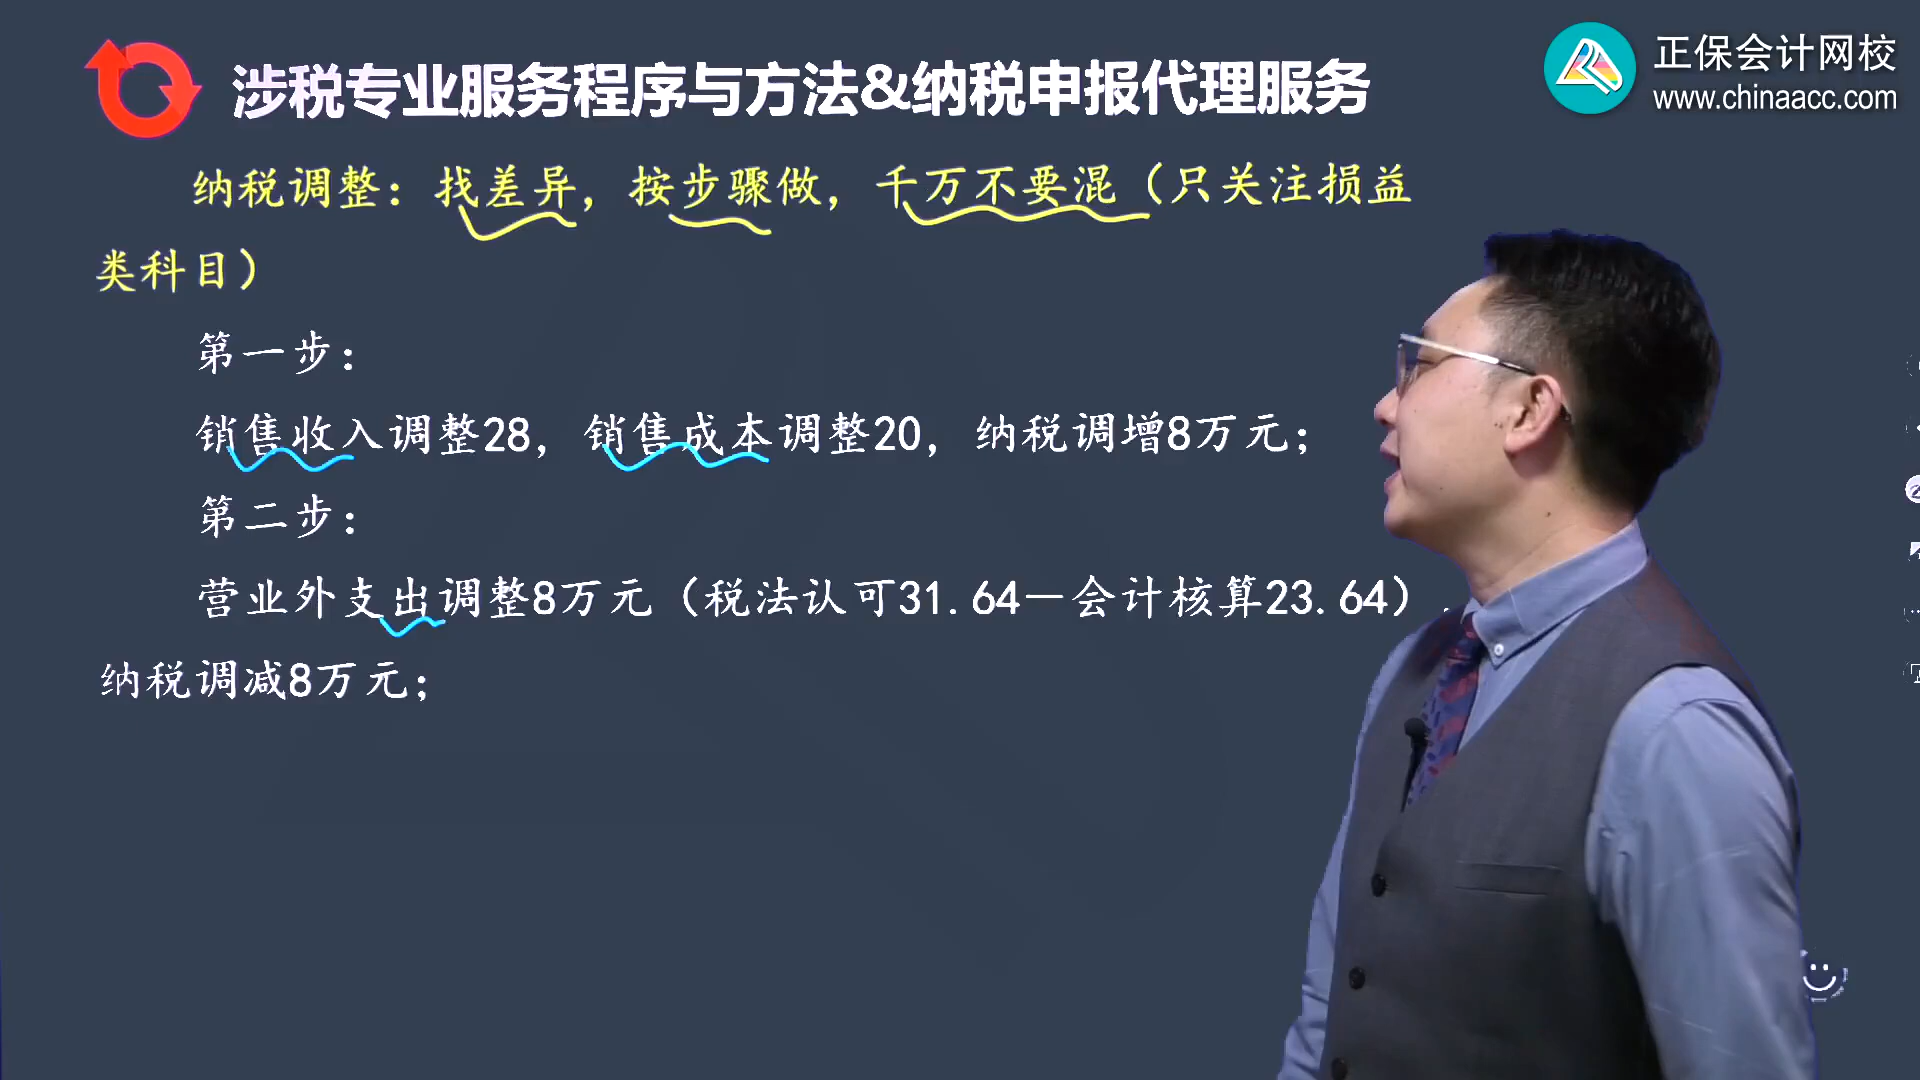 涉税专业服务程序与方法&纳税申报代理服务
正保会计网校
www.chinaacc.com
纳税调整：找差异，按步骤做，千万不要混（只关注损益
类科目）
第一步：
销售收入调整28，销售成本调整20，纳税调增8万元；
第二步：
营业外支出调整8万元（税法认可31.64－会计核算23.64），
纳税调减8万元；